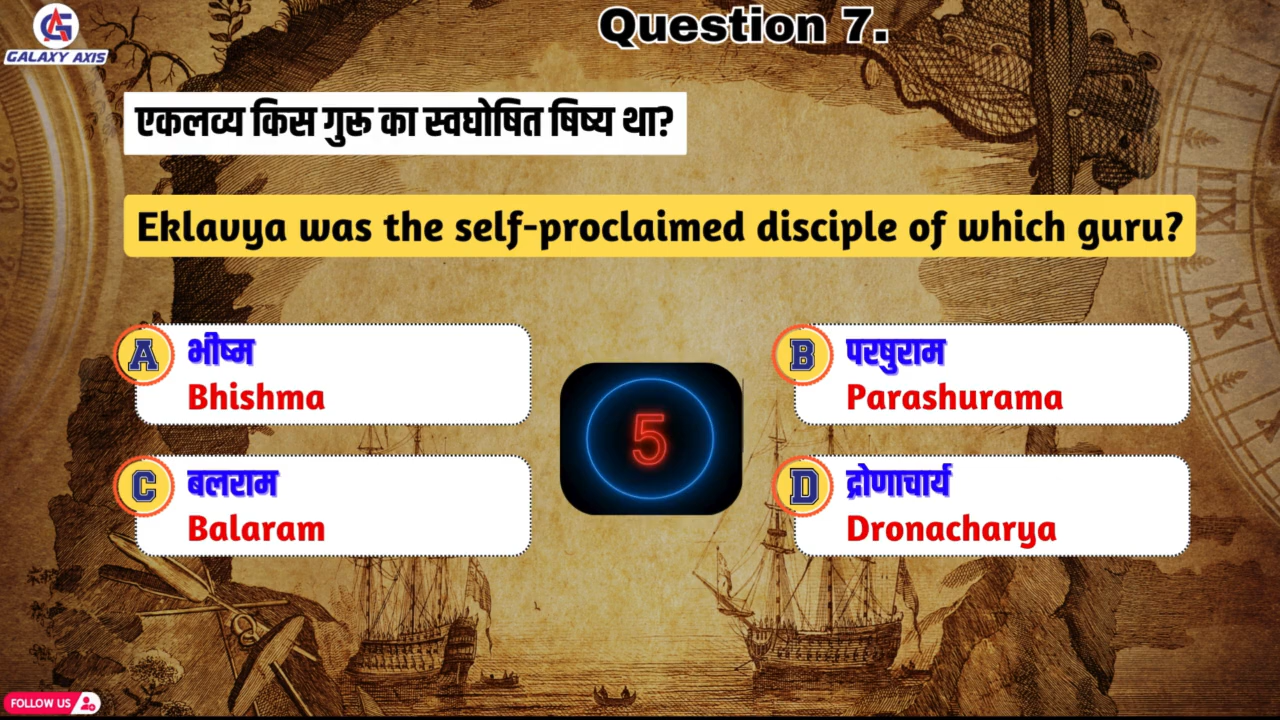 GALAXY AXIS
Question 7.
एकलव्य किस गुरू का स्वघोषित षिष्य था?
Eklavya was the self-proclaimed disciple of which guru?
A
भीष्म
Bhishma
B
परषुराम
Parashurama
5
C
बलराम
Balaram
D
द्रोणाचार्य
Dronacharya
FOLLOW US